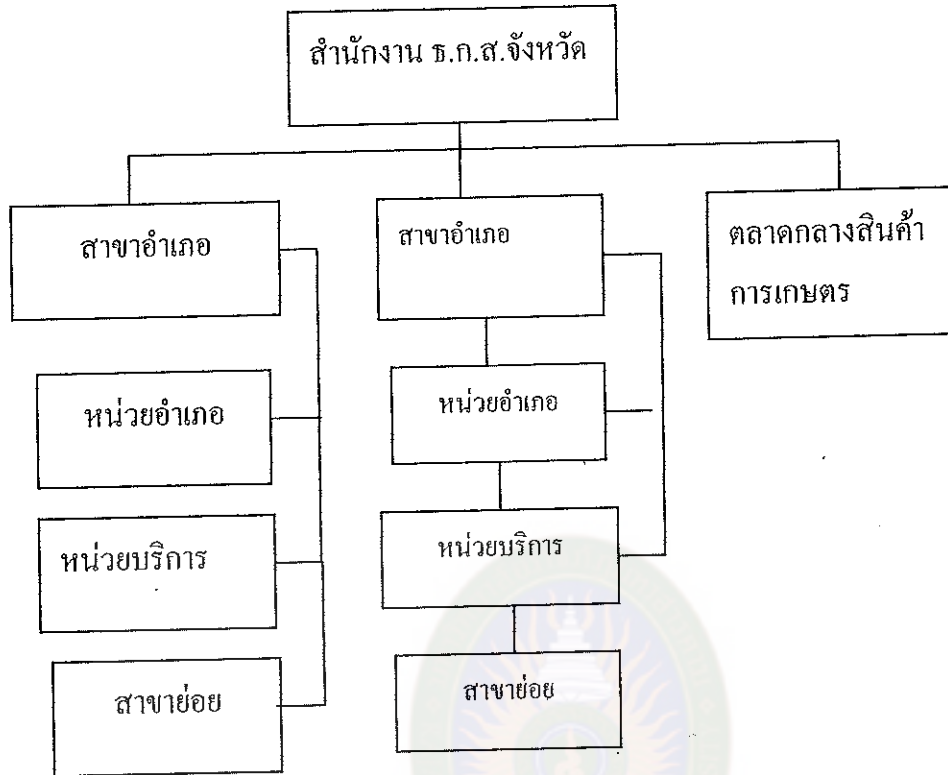 สำนักงาน ธ.ก.ส.จังหวัด
สาขาอำเภอ
สาขาอำเภอ
ตลาดกลางสินค้า
การเกษตร
หน่วยอำเภอ
หน่วยอำเภอ
หน่วยบริการ
หน่วยบริการ
สาขาย่อย
สาขาย่อย